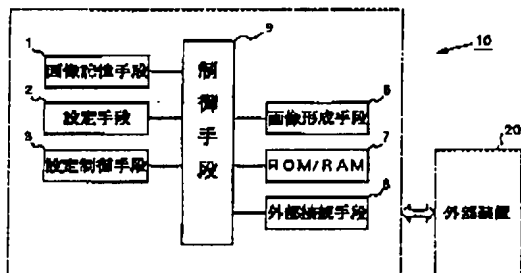 1
画像記憶手段
2
設定手段
3
設定制御手段
9
制御手段
6
画像形成手段
7
ROM/RAM
8
外部接続手段
10
20
外部装置